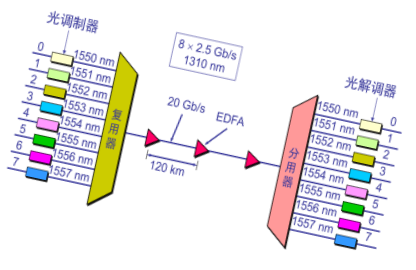 光调制器
8 × 2.5 Gb/s
1310 nm
0 1550 nm
1 1551 nm
2 1552 nm
3 1553 nm
4 1554 nm
5 1555 nm
6 1556 nm
7 1557 nm
复用器
20 Gb/s
EDFA
120 km
分用器
光解调器
1550 nm 0
1551 nm 1
1552 nm 2
1553 nm 3
1554 nm 4
1555 nm 5
1556 nm 6
1557 nm 7